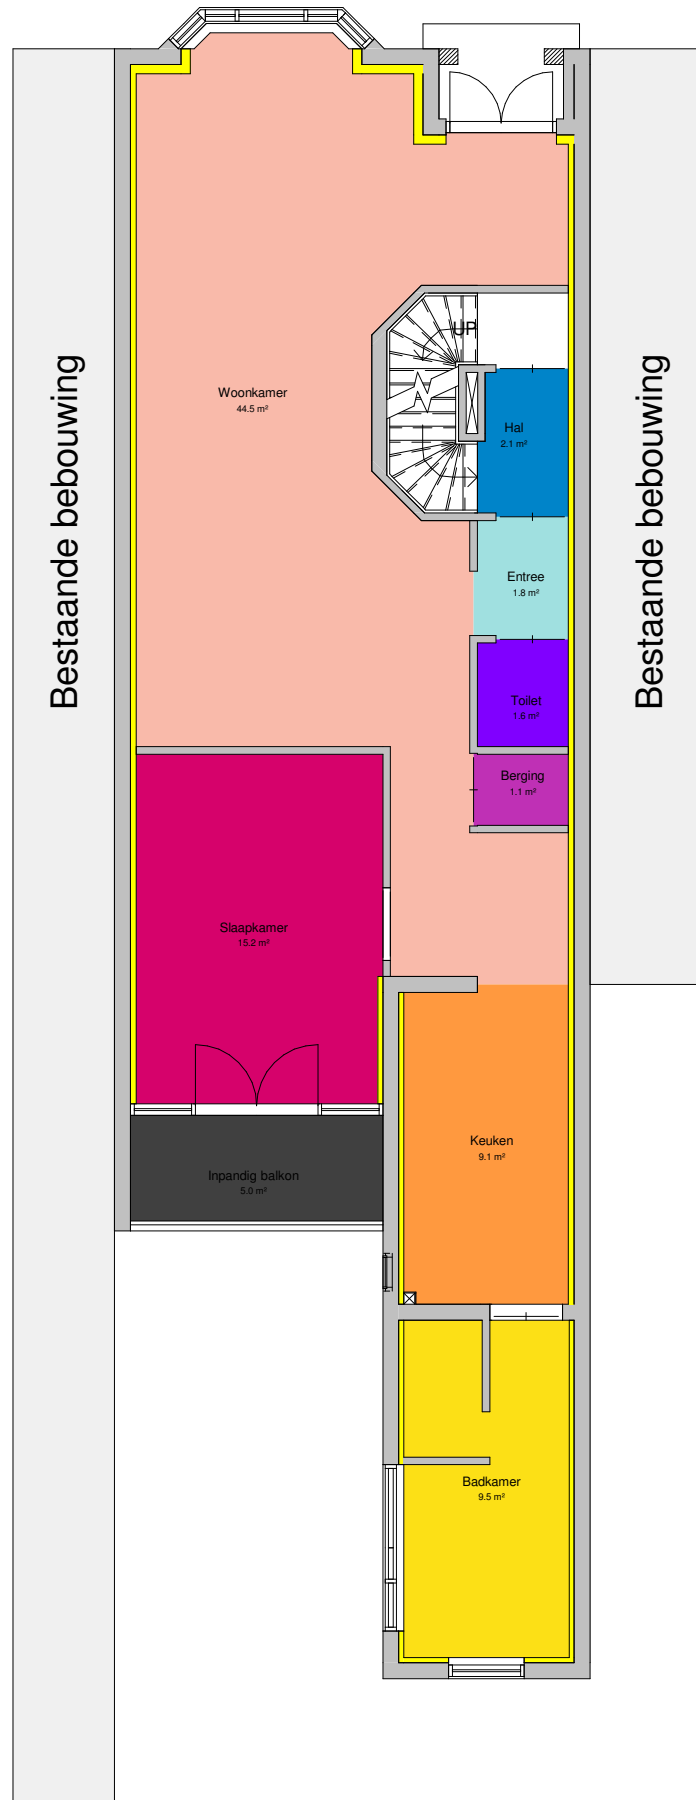 UP
Bestaande bebouwing
Bestaande bebouwing
Woonkamer
44.5 m²
Hal
2.1 m²
Entree
1.8 m²
Toilet
1.6 m²
Berging
1.1 m²
Slaapkamer
15.2 m²
Keuken
9.1 m²
Inpandig balkon
5.0 m²
Badkamer
9.5 m²